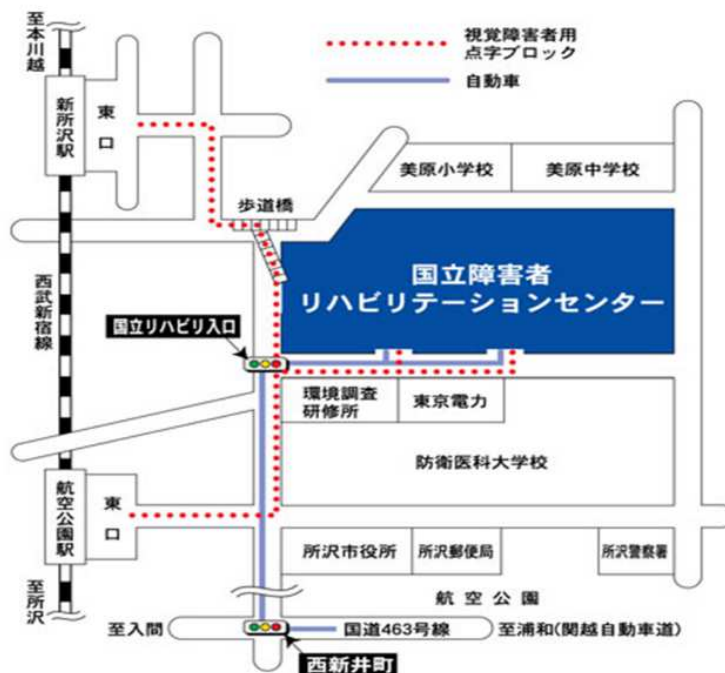 至本川越
新所沢駅
東口
視覚障害者用
点字ブロック
自動車
美原小学校
美原中学校
歩道橋
国立障害者
リハビリテーションセンター
西武新宿線
国立リハビリ入口
環境調査
研修所
東京電力
防衛医科大学校
航空公園駅
東口
所沢市役所
所沢郵便局
所沢警察署
至所沢
航空公園
至入間
国道463号線
至浦和(関越自動車道)
西新井町